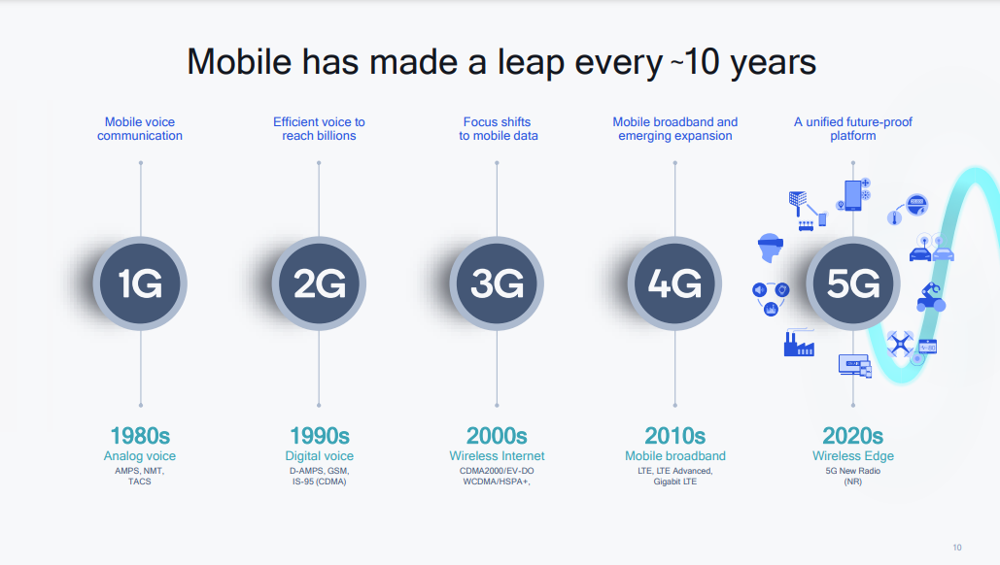 Mobile has made a leap every ~10 years
Mobile voice
communication
Efficient voice to
reach billions
Focus shifts
to mobile data
Mobile broadband and
emerging expansion
A unified future-proof
platform
1G
2G
3G
4G
5G
1980s
Analog voice
AMPS, NMT,
TACS
1990s
Digital voice
D-AMPS, GSM,
IS-95 (CDMA)
2000s
Wireless Internet
CDMA2000/EV-DO
WCDMA/HSPA+,
2010s
Mobile broadband
LTE, LTE Advanced,
Gigabit LTE
2020s
Wireless Edge
5G New Radio
(NR)
10